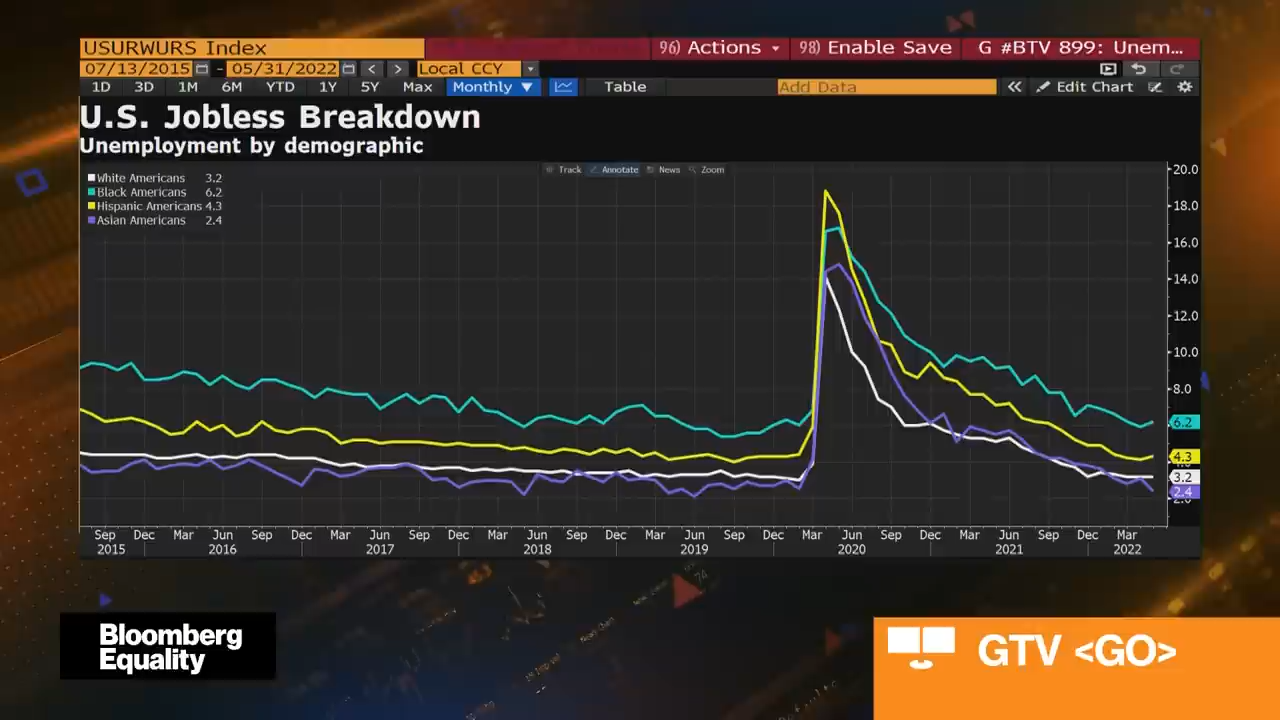 USURWURS Index
96) Actions
98) Enable Save
G #BTV 899: Unem...
07/13/2015 - 05/31/2022
Local CCY
1D 3D 1M 6M YTD 1Y 5Y Max Monthly ▼ Table
Add Data
« Edit Chart
U.S. Jobless Breakdown
Unemployment by demographic
Track Annotate News Zoom
White Americans 3.2
Black Americans 6.2
Hispanic Americans 4.3
Asian Americans 2.4
20.0
18.0
16.0
14.0
12.0
10.0
8.0
6.2
4.3
3.2
2.4
Sep Dec Mar Jun Sep Dec Mar Jun Sep Dec Mar Jun Sep Dec Mar Jun Sep Dec Mar Jun Sep Dec Mar Jun Sep Dec Mar
2015 2016 2017 2018 2019 2020 2021 2022
Bloomberg
Equality
GTV <GO>
74